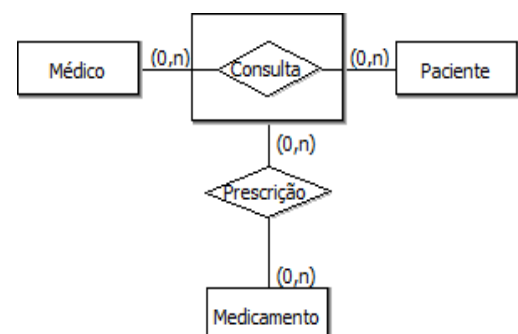 Médico
(0,n)
Consulta
(0,n)
Paciente
(0,n)
Prescrição
(0,n)
Medicamento